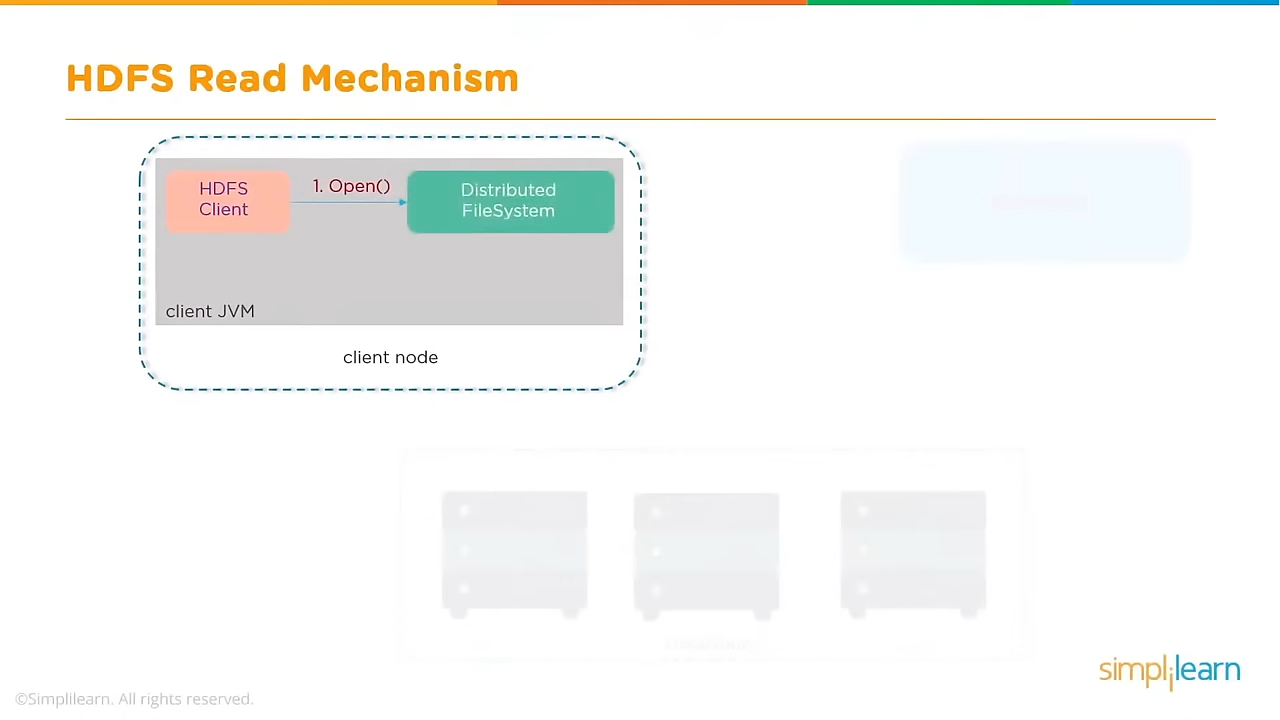 HDFS Read Mechanism
HDFS
Client
1. Open()
Distributed
FileSystem
client JVM
client node
simplilearn
©Simplilearn. All rights reserved.